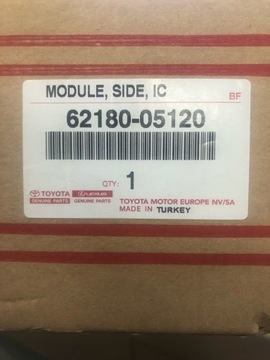 MODULE, SIDE, IC
BF
62180-05120
QTY: 1
TOYOTA LEXUS
GENUINE PARTS GENUINE PARTS
TOYOTA MOTOR EUROPE NV/SA
MADE IN TURKEY